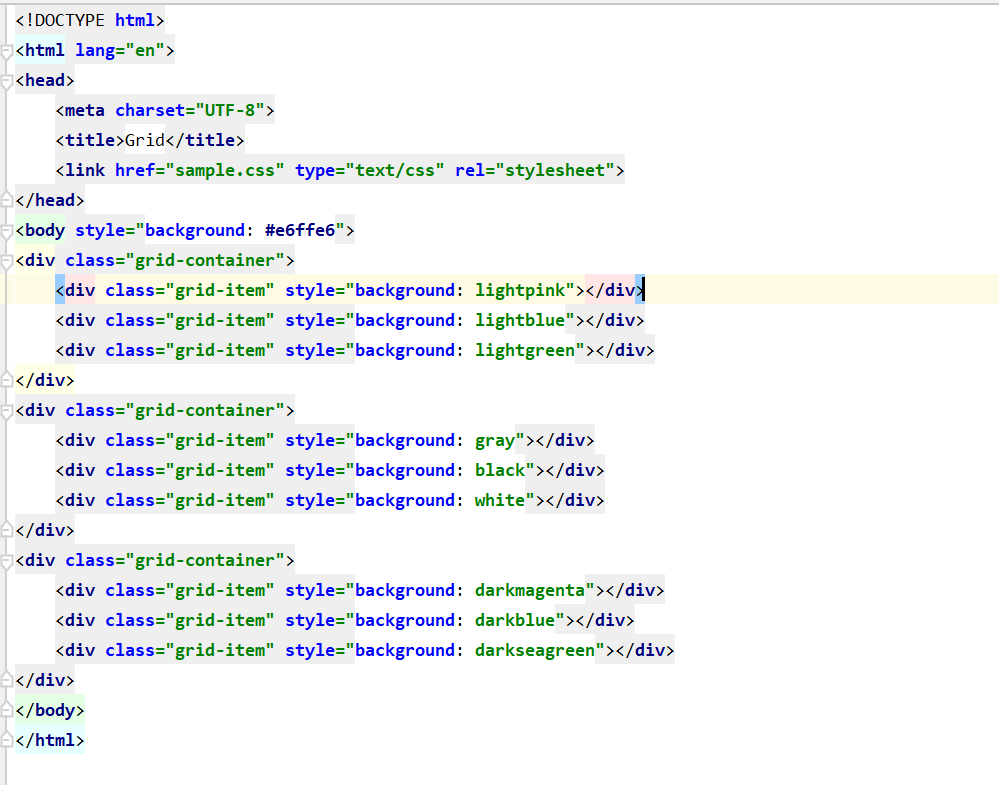 <!DOCTYPE html>
<html lang="en">
<head>
    <meta charset="UTF-8">
    <title>Grid</title>
    <link href="sample.css" type="text/css" rel="stylesheet">
</head>
<body style="background: #e6ffe6">
<div class="grid-container">
    <div class="grid-item" style="background: lightpink"></div>
    <div class="grid-item" style="background: lightblue"></div>
    <div class="grid-item" style="background: lightgreen"></div>
</div>
<div class="grid-container">
    <div class="grid-item" style="background: gray"></div>
    <div class="grid-item" style="background: black"></div>
    <div class="grid-item" style="background: white"></div>
</div>
<div class="grid-container">
    <div class="grid-item" style="background: darkmagenta"></div>
    <div class="grid-item" style="background: darkblue"></div>
    <div class="grid-item" style="background: darkseagreen"></div>
</div>
</body>
</html>